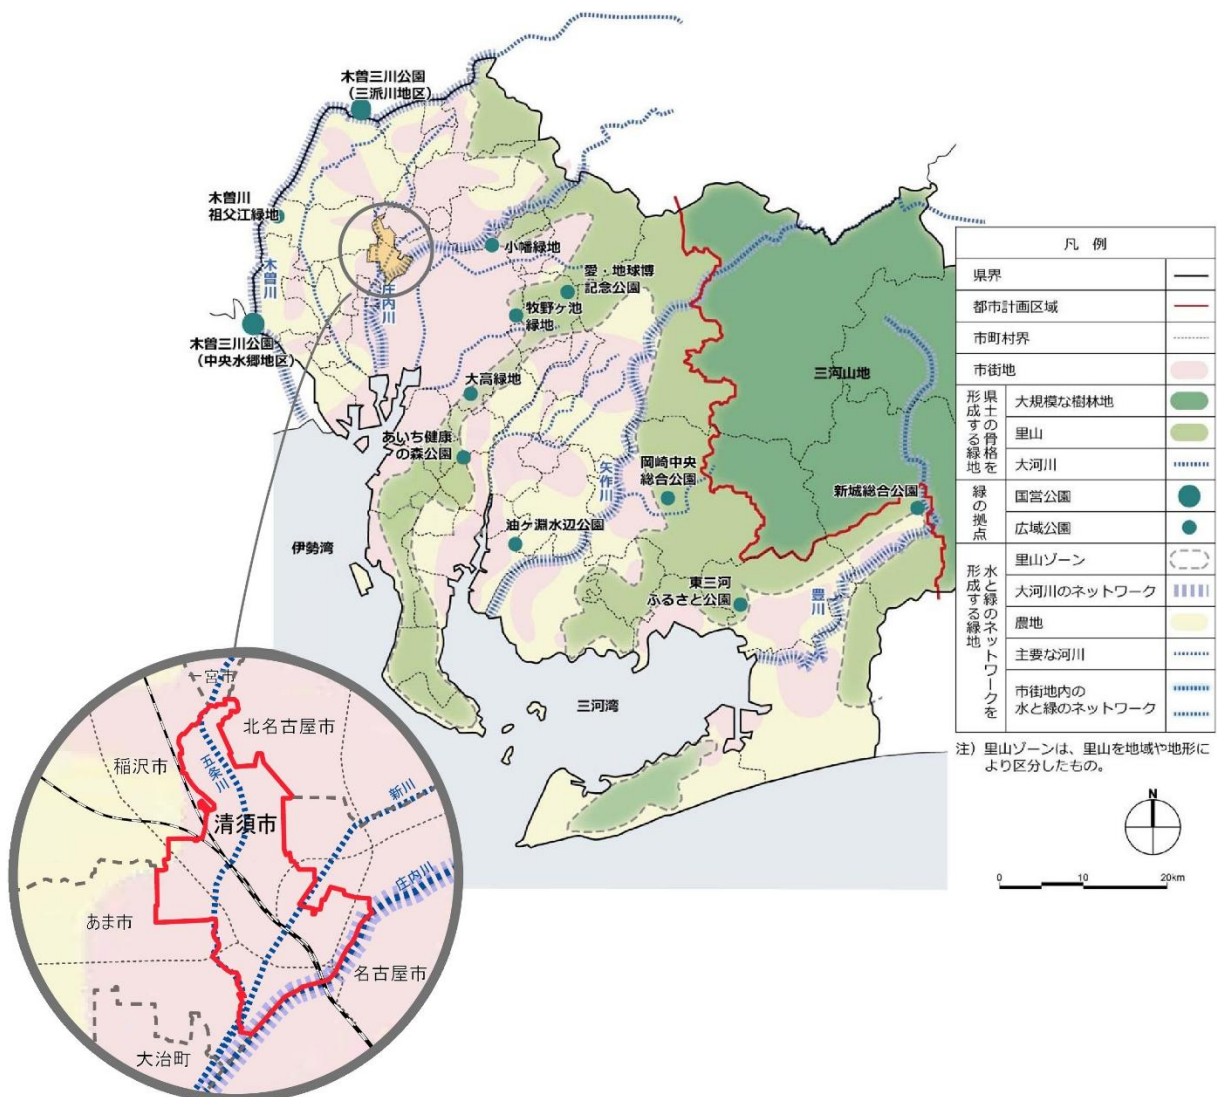 木曽三川公園
(三派川地区)
木曽川
祖父江緑地
木曽川
木曽三川公園
(中央水郷地区)
庄内川
小幡緑地
愛・地球博
記念公園
牧野ヶ池
緑地
大高緑地
あいち健康
の森公園
矢作川
岡崎中央
総合公園
三河山地
新城総合公園
油ヶ淵水辺公園
伊勢湾
東三河
ふるさと公園
豊川
三河湾
凡 例
県界
都市計画区域
市町村界
市街地
県土の骨格を
形成する緑地
大規模な樹林地
里山
大河川
緑の拠点
国営公園
広域公園
水と緑のネットワークを
形成する緑地
里山ゾーン
大河川のネットワーク
農地
主要な河川
市街地内の
水と緑のネットワーク
注）里山ゾーンは、里山を地域や地形に
より区分したもの。
N
0 10 20km
一宮市
北名古屋市
稲沢市
五条川
新川
清須市
庄内川
あま市
名古屋市
大治町